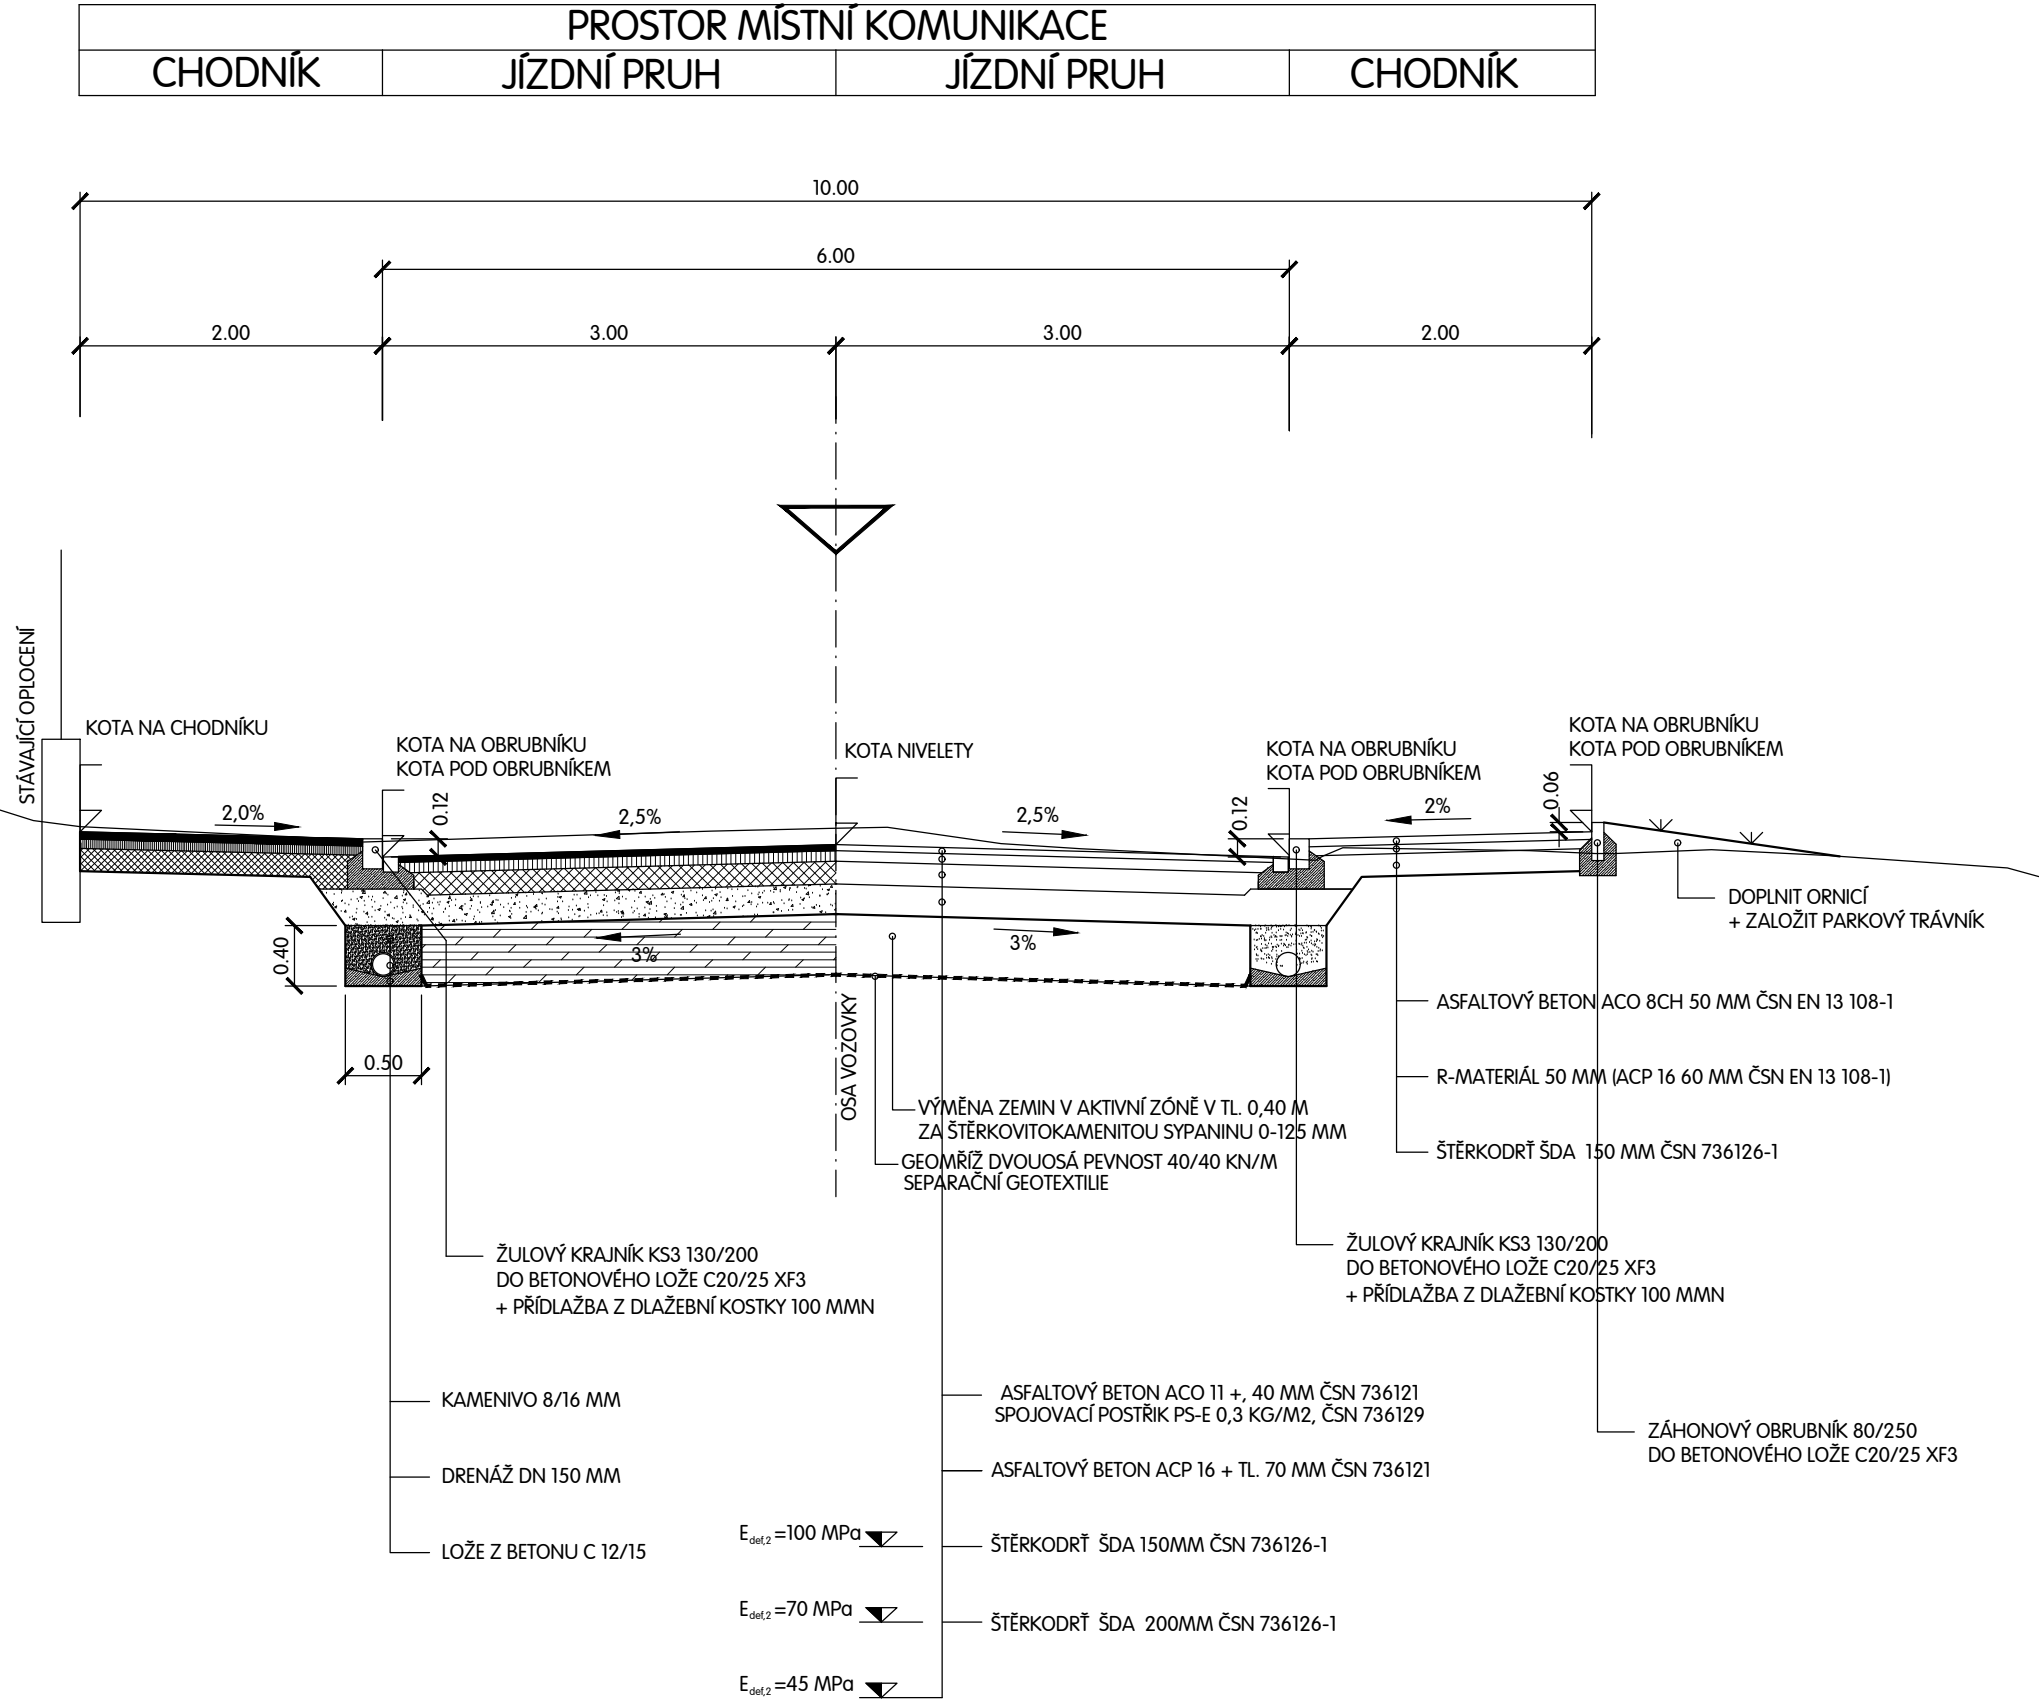 PROSTOR MÍSTNÍ KOMUNIKACE
CHODNÍK
JÍZDNÍ PRUH
JÍZDNÍ PRUH
CHODNÍK
10.00
6.00
2.00
3.00
3.00
2.00
STÁVAJÍCÍ OPLOCENÍ
KOTA NA CHODNÍKU
KOTA NA OBRUBNÍKU
KOTA POD OBRUBNÍKEM
KOTA NIVELETY
KOTA NA OBRUBNÍKU
KOTA POD OBRUBNÍKEM
KOTA NA OBRUBNÍKU
KOTA POD OBRUBNÍKEM
2,0%
0.12
2,5%
2,5%
0.12
2%
0.06
DOPLNIT ORNICÍ
+ ZALOŽIT PARKOVÝ TRÁVNÍK
0.40
3%
3%
0.50
OSA VOZOVKY
ASFALTOVÝ BETON ACO 8CH 50 MM ČSN EN 13 108-1
R-MATERIÁL 50 MM (ACP 16 60 MM ČSN EN 13 108-1)
ŠTĚRKODRŤ ŠDA 150 MM ČSN 736126-1
VÝMĚNA ZEMIN V AKTIVNÍ ZÓNĚ V TL. 0,40 M
ZA ŠTĚRKOVITOKAMENITOU SYPANINU 0-125 MM
GEOMŘÍŽ DVOUOSÁ PEVNOST 40/40 KN/M
SEPARAČNÍ GEOTEXTILIE
ŽULOVÝ KRAJNÍK KS3 130/200
DO BETONOVÉHO LOŽE C20/25 XF3
+ PŘÍDLAŽBA Z DLAŽEBNÍ KOSTKY 100 MMN
ŽULOVÝ KRAJNÍK KS3 130/200
DO BETONOVÉHO LOŽE C20/25 XF3
+ PŘÍDLAŽBA Z DLAŽEBNÍ KOSTKY 100 MMN
KAMENIVO 8/16 MM
DRENÁŽ DN 150 MM
LOŽE Z BETONU C 12/15
ASFALTOVÝ BETON ACO 11 +, 40 MM ČSN 736121
SPOJOVACÍ POSTŘIK PS-E 0,3 KG/M2, ČSN 736129
ASFALTOVÝ BETON ACP 16 + TL. 70 MM ČSN 736121
ZÁHONOVÝ OBRUBNÍK 80/250
DO BETONOVÉHO LOŽE C20/25 XF3
Edef,2 =100 MPa
ŠTĚRKODRŤ ŠDA 150MM ČSN 736126-1
Edef,2 =70 MPa
ŠTĚRKODRŤ ŠDA 200MM ČSN 736126-1
Edef,2 =45 MPa